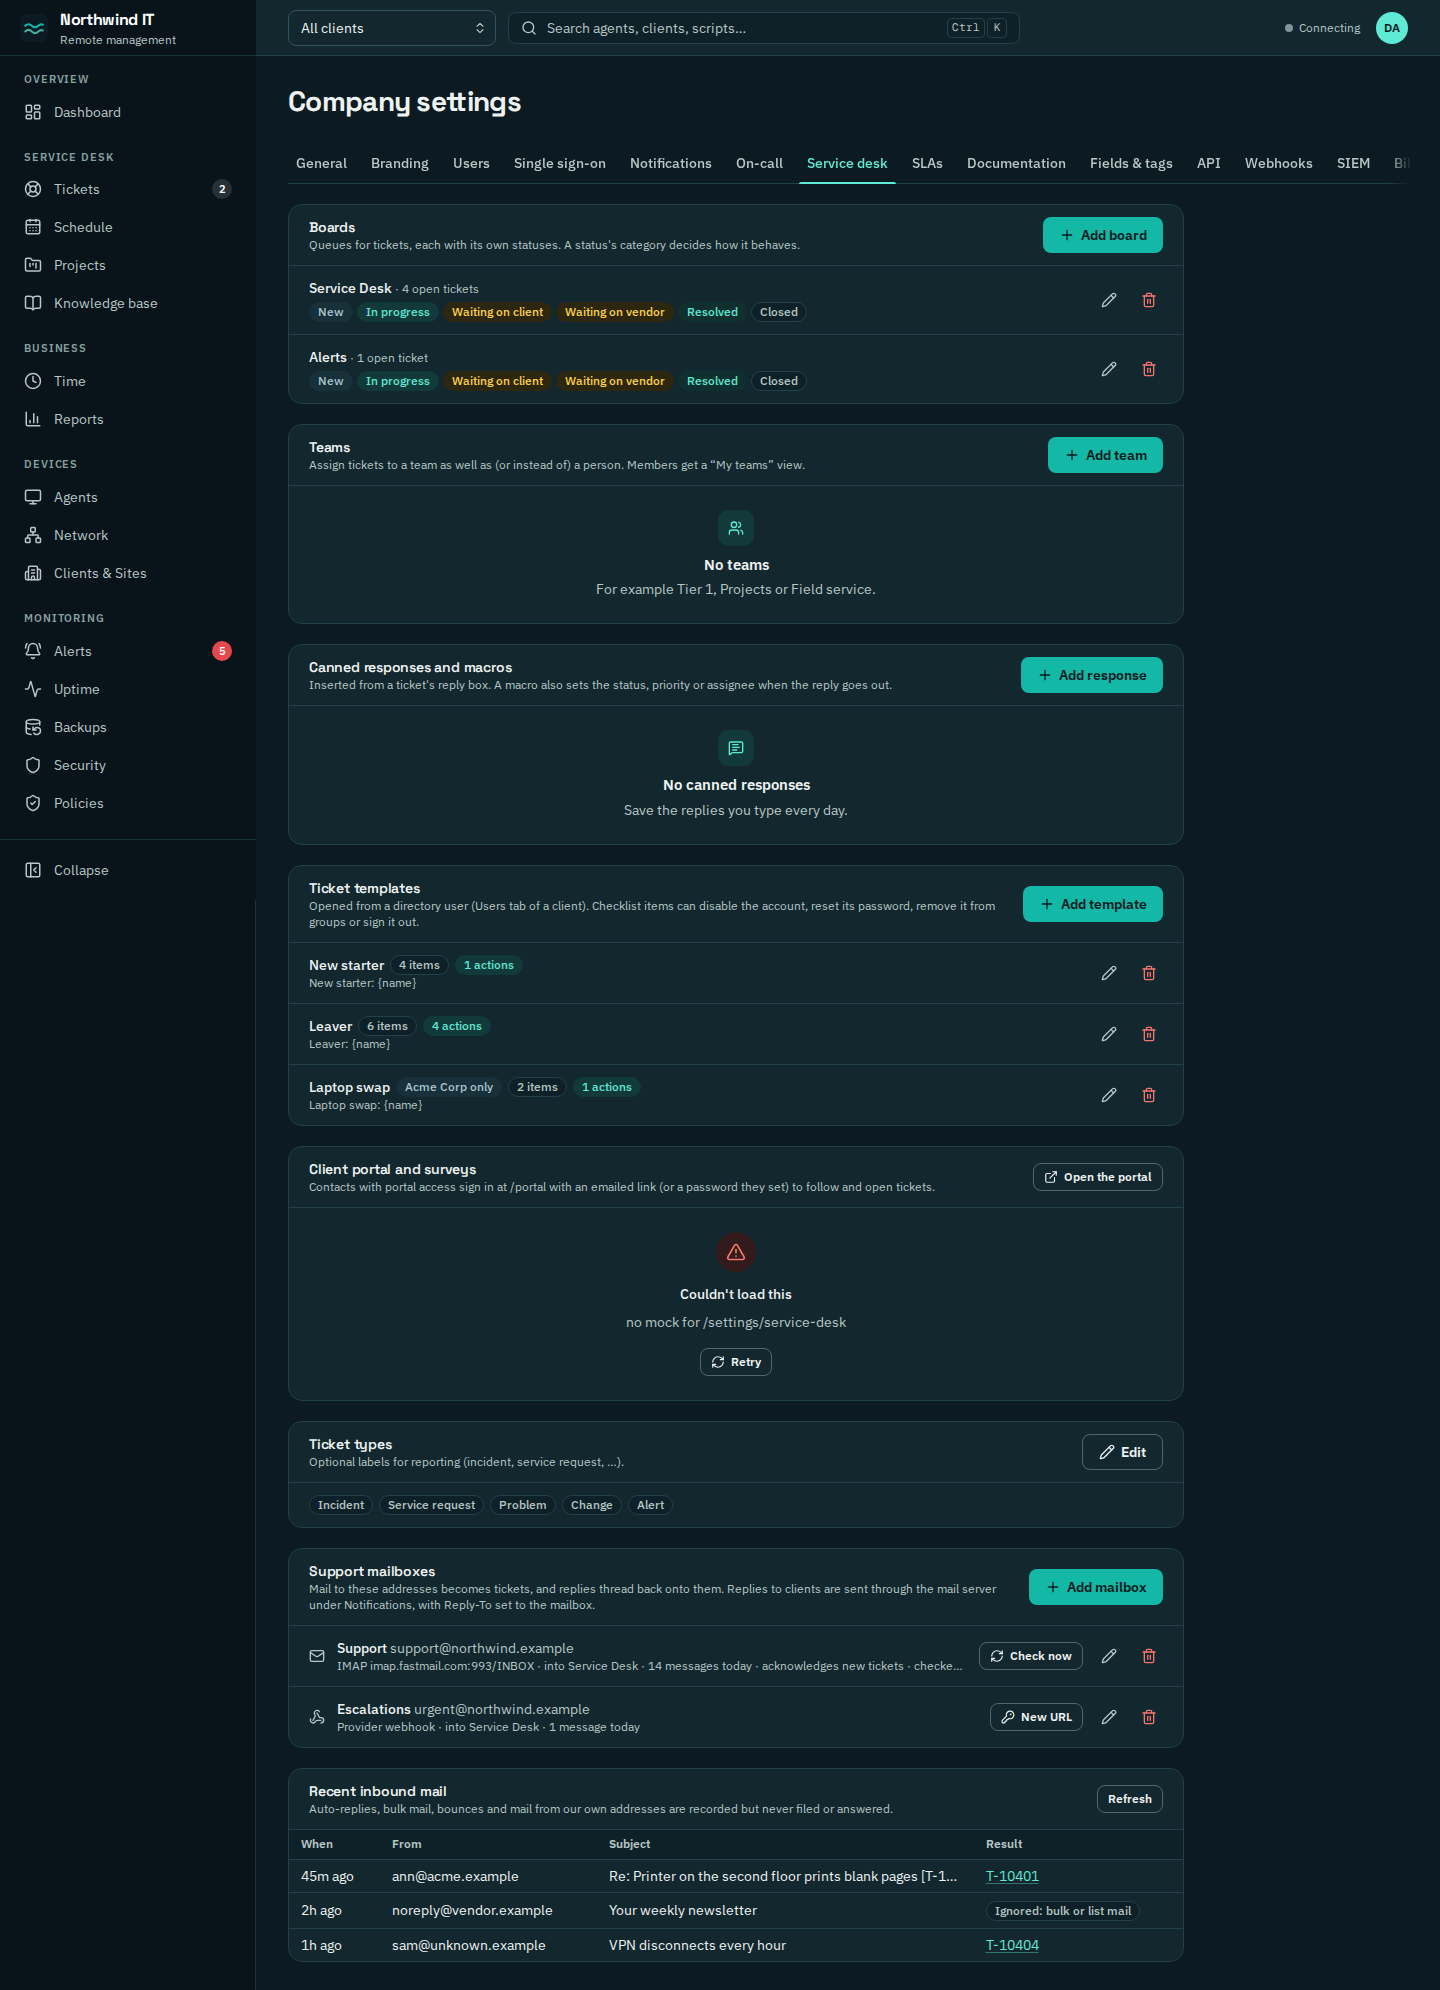 Northwind IT
Remote management
All clients
Search agents, clients, scripts...
Ctrl K
Connecting
DA
OVERVIEW
Dashboard
SERVICE DESK
Tickets 2
Schedule
Projects
Knowledge base
BUSINESS
Time
Reports
DEVICES
Agents
Network
Clients & Sites
MONITORING
Alerts 5
Uptime
Backups
Security
Policies
Collapse
Company settings
General Branding Users Single sign-on Notifications On-call Service desk SLAs Documentation Fields & tags API Webhooks SIEM
Boards
Queues for tickets, each with its own statuses. A status's category decides how it behaves.
Add board
Service Desk · 4 open tickets
New In progress Waiting on client Waiting on vendor Resolved Closed
Alerts · 1 open ticket
New In progress Waiting on client Waiting on vendor Resolved Closed
Teams
Assign tickets to a team as well as (or instead of) a person. Members get a “My teams” view.
Add team
No teams
For example Tier 1, Projects or Field service.
Canned responses and macros
Inserted from a ticket's reply box. A macro also sets the status, priority or assignee when the reply goes out.
Add response
No canned responses
Save the replies you type every day.
Ticket templates
Opened from a directory user (Users tab of a client). Checklist items can disable the account, reset its password, remove it from
groups or sign it out.
Add template
New starter 4 items 1 actions
New starter: {name}
Leaver 6 items 4 actions
Leaver: {name}
Laptop swap Acme Corp only 2 items 1 actions
Laptop swap: {name}
Client portal and surveys
Contacts with portal access sign in at /portal with an emailed link (or a password they set) to follow and open tickets.
Open the portal
Couldn't load this
no mock for /settings/service-desk
Retry
Ticket types
Optional labels for reporting (incident, service request, …).
Edit
Incident Service request Problem Change Alert
Support mailboxes
Mail to these addresses becomes tickets, and replies thread back onto them. Replies to clients are sent through the mail server
under Notifications, with Reply-To set to the mailbox.
Add mailbox
Support support@northwind.example
IMAP imap.fastmail.com:993/INBOX · into Service Desk · 14 messages today · acknowledges new tickets · checke…
Check now
Escalations urgent@northwind.example
Provider webhook · into Service Desk · 1 message today
New URL
Recent inbound mail
Auto-replies, bulk mail, bounces and mail from our own addresses are recorded but never filed or answered.
Refresh
When From Subject Result
45m ago ann@acme.example Re: Printer on the second floor prints blank pages [T-1… T-10401
2h ago noreply@vendor.example Your weekly newsletter Ignored: bulk or list mail
1h ago sam@unknown.example VPN disconnects every hour T-10404